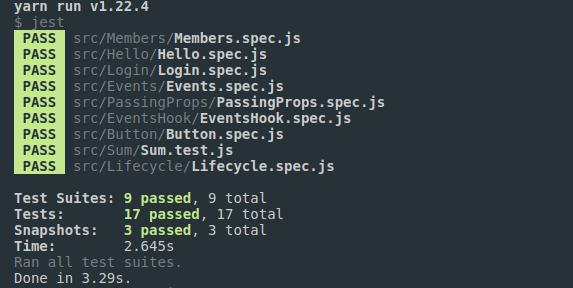 yarn run v1.22.4
$ jest
PASS src/Members/Members.spec.js
PASS src/Hello/Hello.spec.js
PASS src/Login/Login.spec.js
PASS src/Events/Events.spec.js
PASS src/PassingProps/PassingProps.spec.js
PASS src/EventsHook/EventsHook.spec.js
PASS src/Button/Button.spec.js
PASS src/Sum/Sum.test.js
PASS src/Lifecycle/Lifecycle.spec.js
Test Suites: 9 passed, 9 total
Tests: 17 passed, 17 total
Snapshots: 3 passed, 3 total
Time: 2.645s
Ran all test suites.
Done in 3.29s.